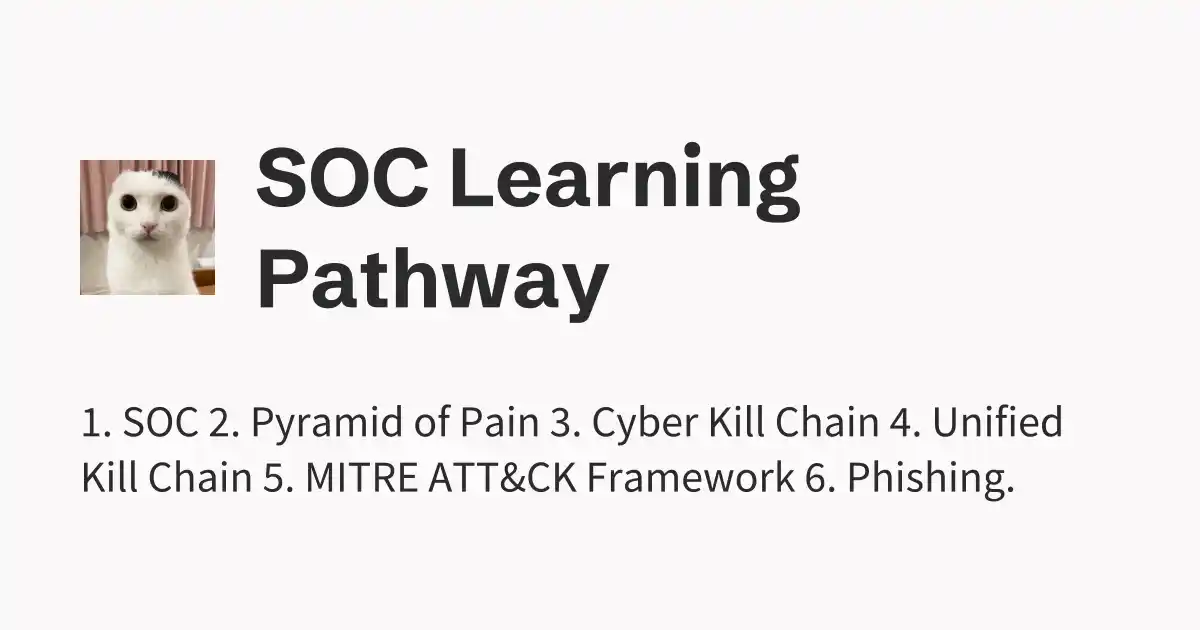 SOC Learning
Pathway
1. SOC 2. Pyramid of Pain 3. Cyber Kill Chain 4. Unified
Kill Chain 5. MITRE ATT&CK Framework 6. Phishing.